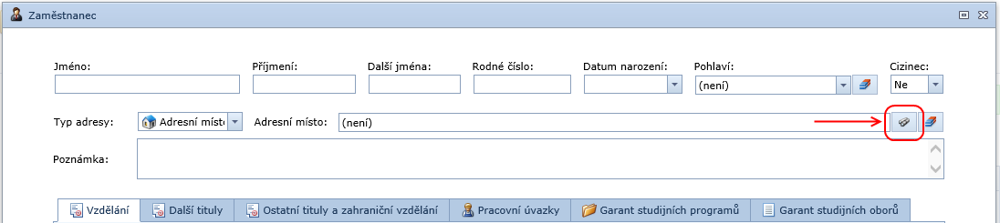 Zaměstnanec
Jméno: Příjmení: Další jména: Rodné číslo: Datum narození: Pohlaví: Cizinec:
(není) Ne
Typ adresy: Adresní míst Adresní místo: (není)
Poznámka:
Vzdělání Další tituly Ostatní tituly a zahraniční vzdělání Pracovní úvazky Garant studijních programů Garant studijních oborů